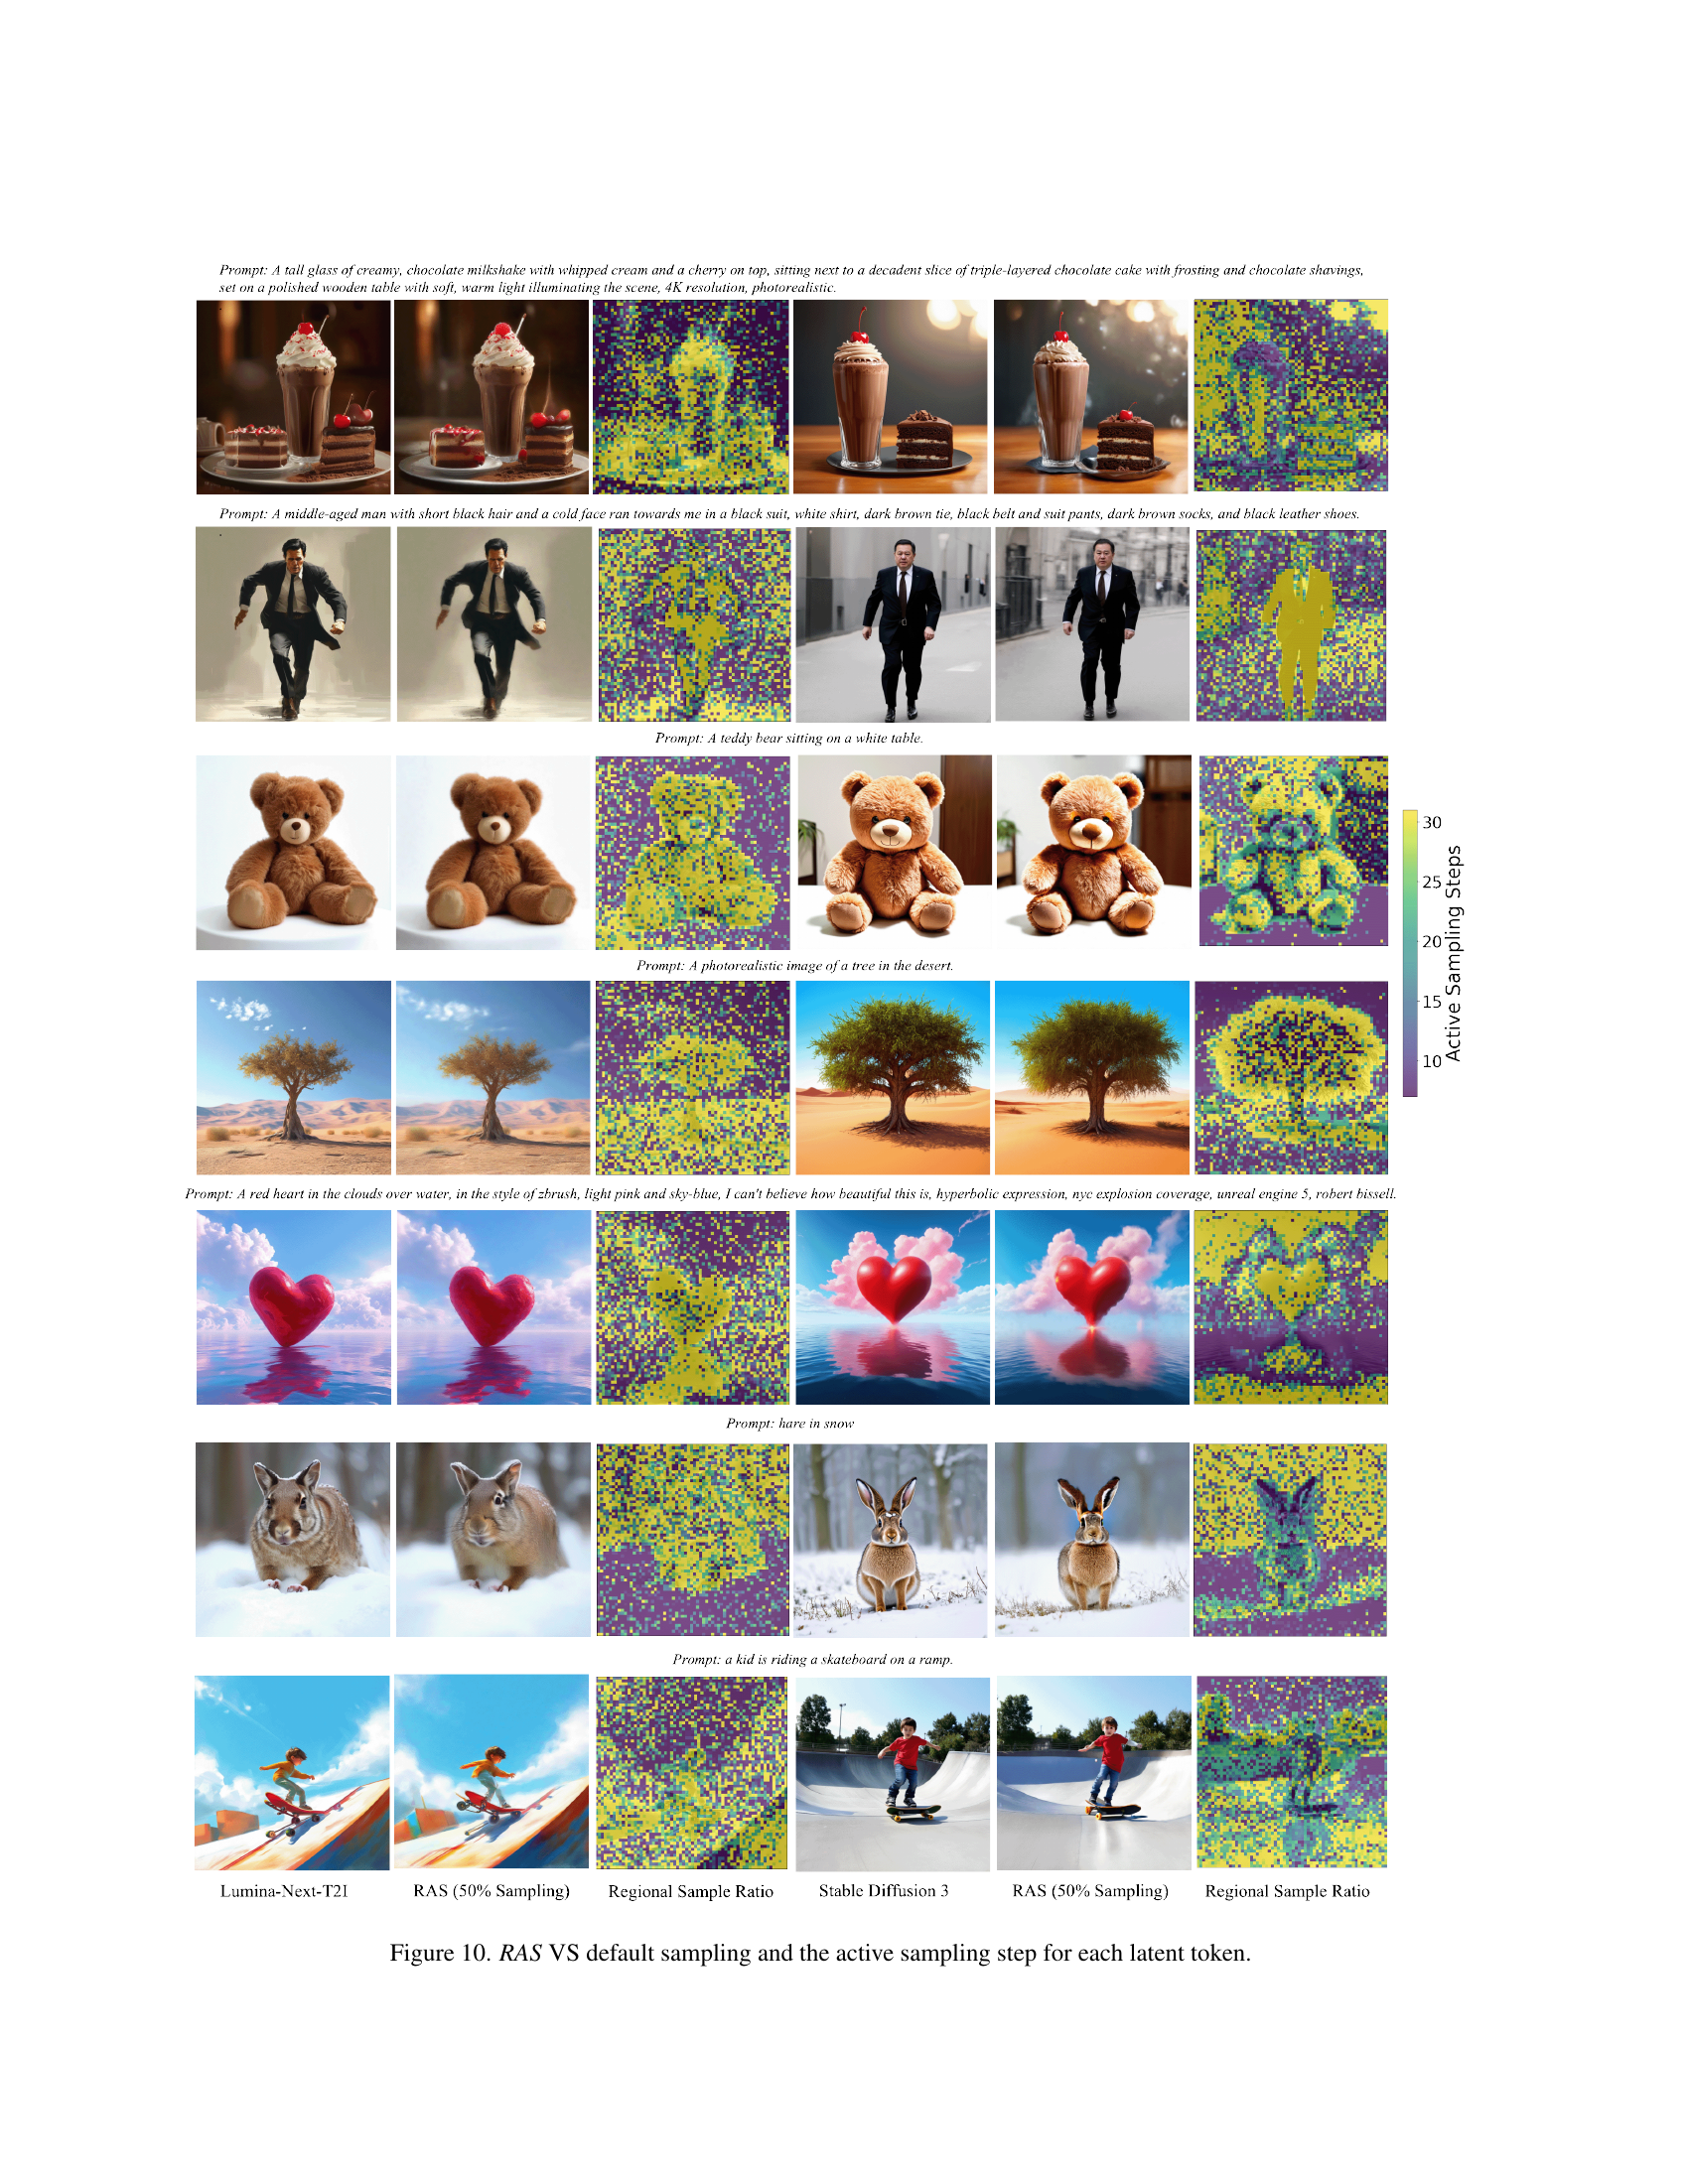 Prompt: A tall glass of creamy, chocolate milkshake with whipped cream and a cherry on top, sitting next to a decadent slice of triple-layered chocolate cake with frosting and chocolate shavings,
set on a polished wooden table with soft, warm light illuminating the scene, 4K resolution, photorealistic.
Prompt: A middle-aged man with short black hair and a cold face ran towards me in a black suit, white shirt, dark brown tie, black belt and suit pants, dark brown socks, and black leather shoes.
Prompt: A teddy bear sitting on a white table.
30
25
20
15
10
Active Sampling Steps
Prompt: A photorealistic image of a tree in the desert.
Prompt: A red heart in the clouds over water, in the style of zbrush, light pink and sky-blue, I can't believe how beautiful this is, hyperbolic expression, nyc explosion coverage, unreal engine 5, robert bissell.
Prompt: hare in snow
Prompt: a kid is riding a skateboard on a ramp.
Lumina-Next-T2I RAS (50% Sampling) Regional Sample Ratio Stable Diffusion 3 RAS (50% Sampling) Regional Sample Ratio
Figure 10. RAS VS default sampling and the active sampling step for each latent token.